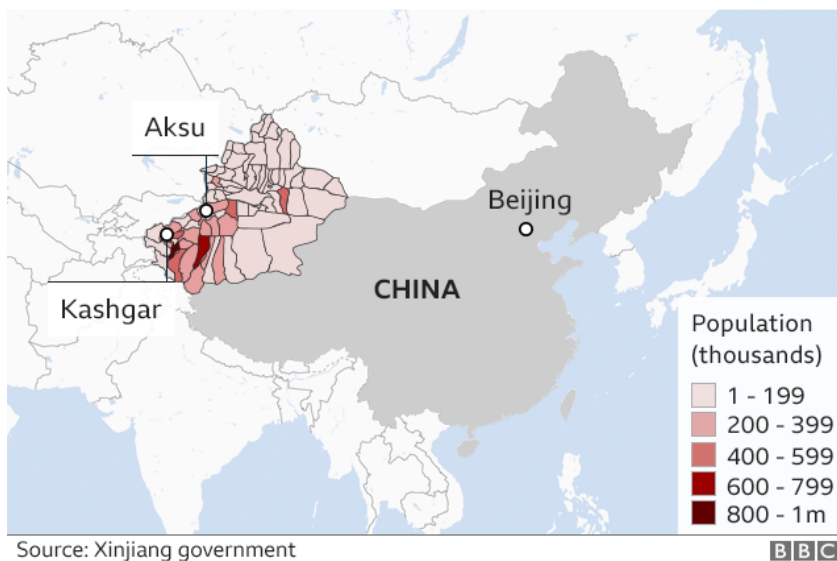 Aksu
Beijing
CHINA
Kashgar
Population
(thousands)
1 - 199
200 - 399
400 - 599
600 - 799
800 - 1m
Source: Xinjiang government
BBC